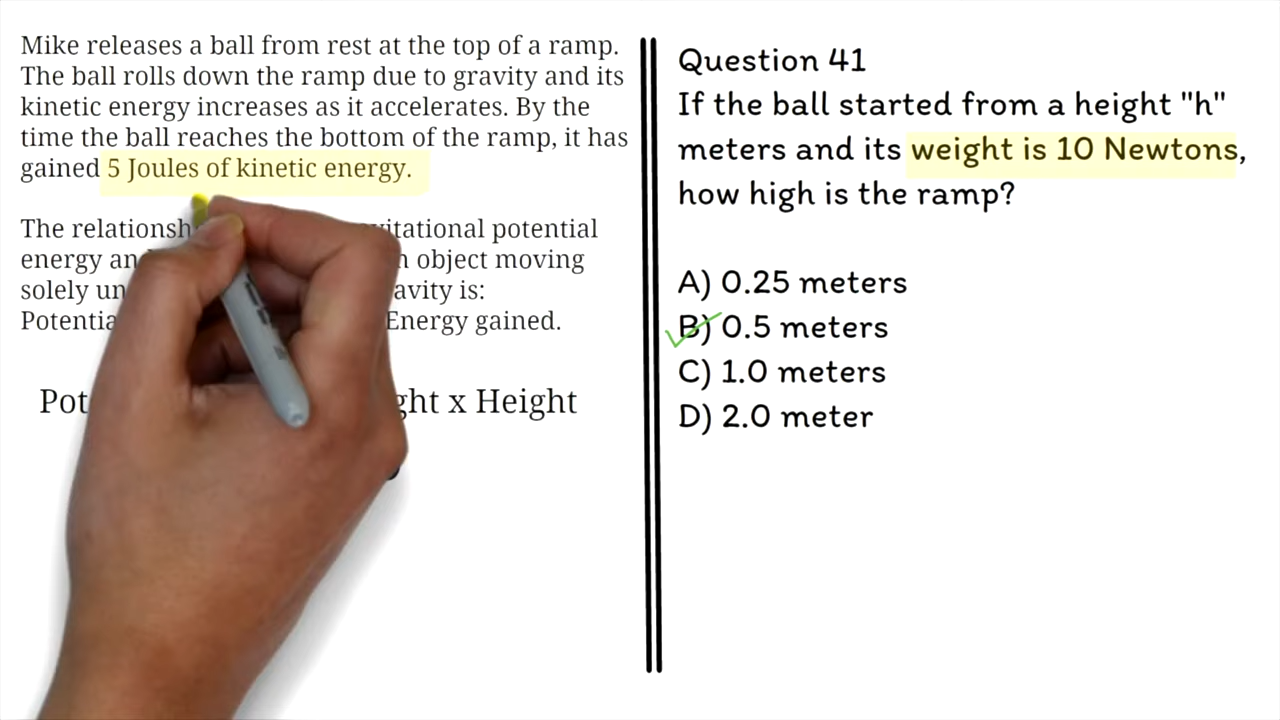 Mike releases a ball from rest at the top of a ramp.
The ball rolls down the ramp due to gravity and its
kinetic energy increases as it accelerates. By the
time the ball reaches the bottom of the ramp, it has
gained 5 Joules of kinetic energy.
The relationsh vitational potential
energy an object moving
solely un avity is:
Potentia Energy gained.
Pot ght x Height
Question 41
If the ball started from a height "h"
meters and its weight is 10 Newtons,
how high is the ramp?
A) 0.25 meters
B) 0.5 meters
C) 1.0 meters
D) 2.0 meter